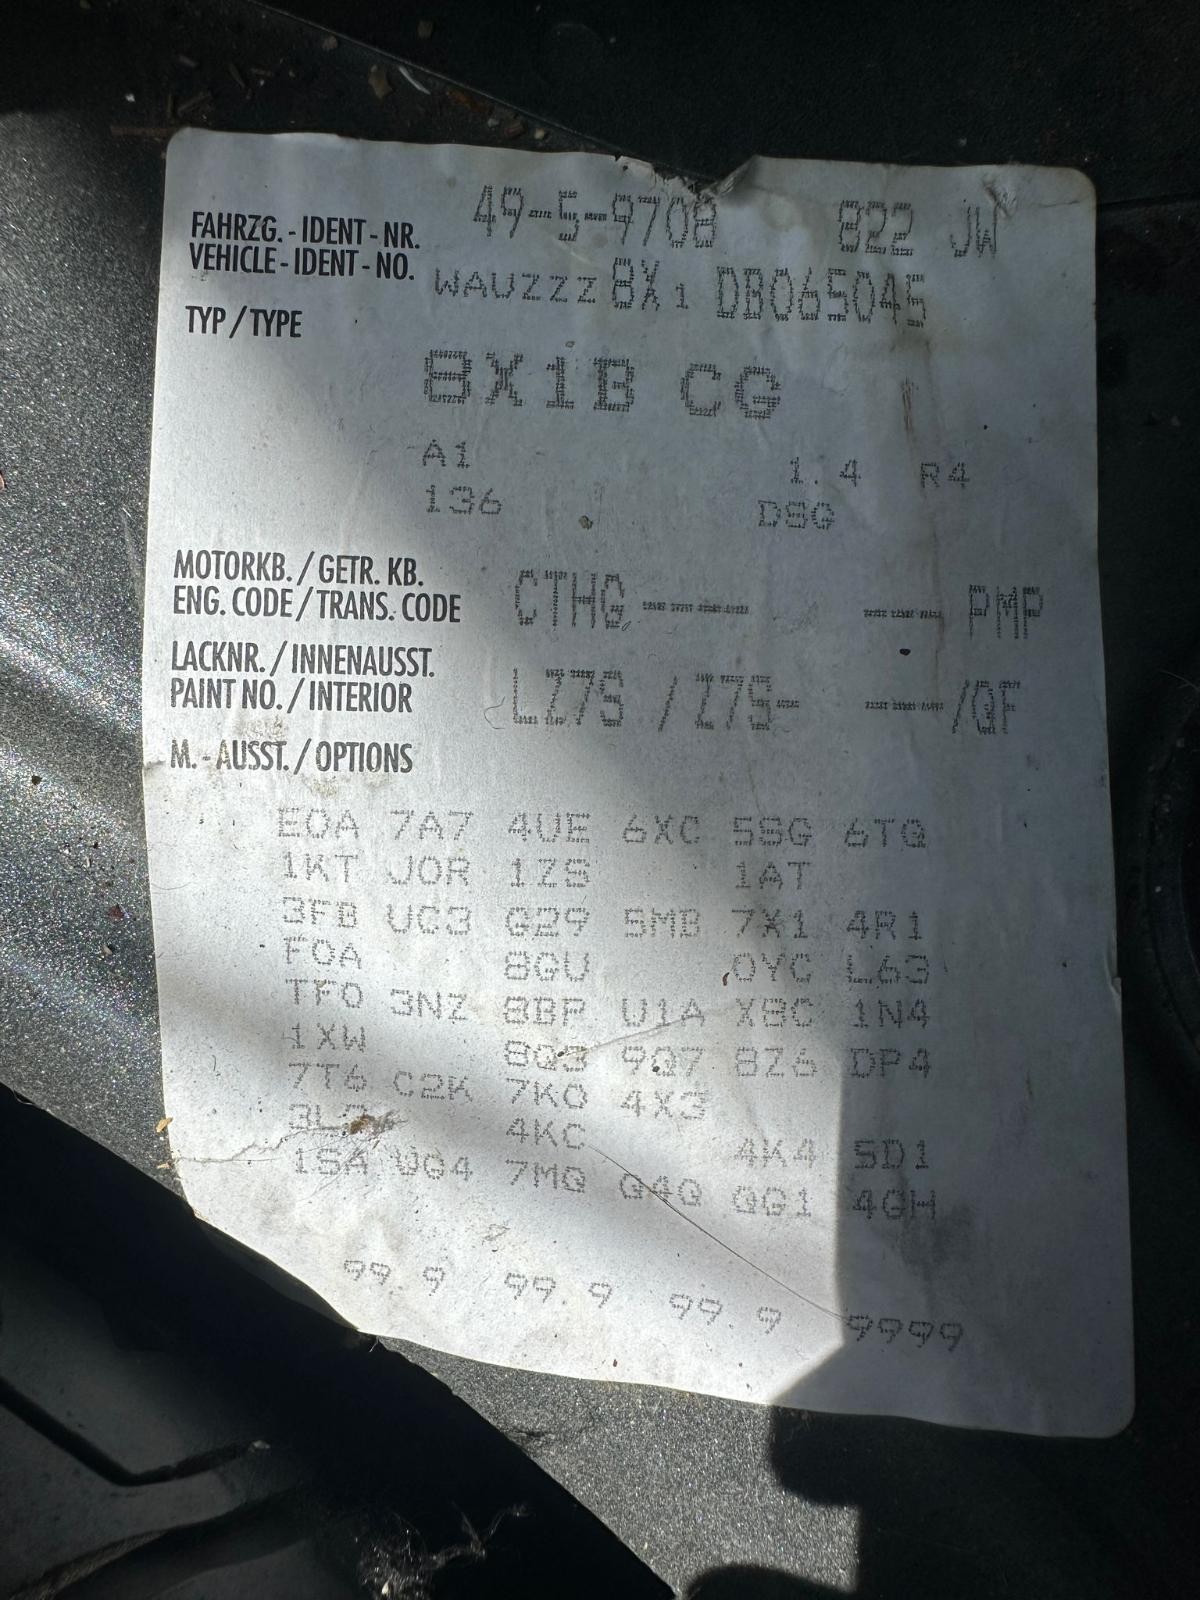 49-5-9708 822 JW
FAHRZG. - IDENT - NR.
VEHICLE - IDENT - NO. WAUZZZ8X1DB065045
TYP / TYPE
8X1B CG
A1 1.4 R4
136 DSG
MOTORKB. / GETR. KB.
ENG. CODE / TRANS. CODE CTHG PMP
LACKNR. / INNENAUSST.
PAINT NO. / INTERIOR LZ7S / Z7S- /QF
M. - AUSST. / OPTIONS
E0A 7A7 4UE 6XC 5SG 6TQ
1KT J0R 1ZS 1AT
3FB UC3 G29 5MB 7X1 4R1
F0A 8GU 0YC L63
TF0 3NZ 8BP U1A X8C 1N4
1XW 8Q3 9Q7 8Z6 DP4
7T6 C2K 7K0 4X3
4KC 4K4 5D1
1SA UG4 7MQ Q4Q QG1 4GH
99.9 99.9 99.9 9999